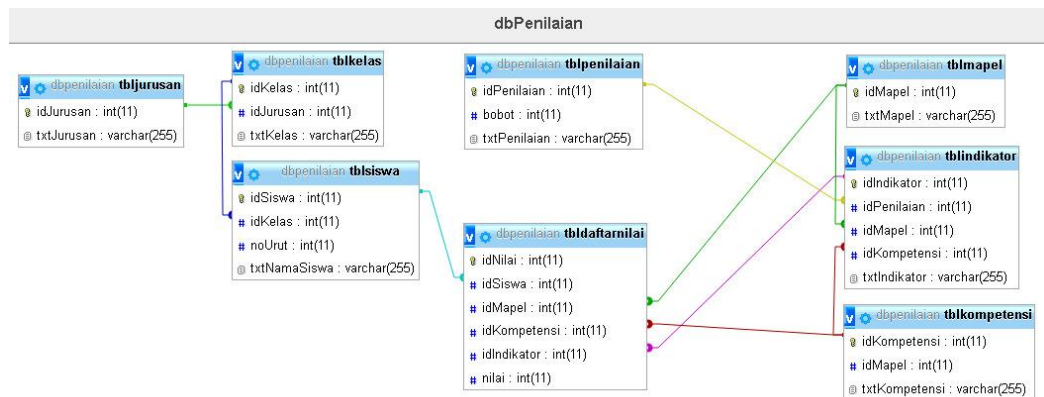 dbPenilaian
dbpenilaian tbljurusan
idJurusan : int(11)
txtJurusan : varchar(255)
v dbpenilaian tblkelas
idKelas : int(11)
# idJurusan : int(11)
txtKelas : varchar(255)
v dbpenilaian tblsiswa
idSiswa : int(11)
# idKelas : int(11)
# noUrut : int(11)
txtNamaSiswa : varchar(255)
v dbpenilaian tblpenilaian
idPenilaian : int(11)
# bobot : int(11)
txtPenilaian : varchar(255)
v dbpenilaian tbldaftarnilai
idNilai : int(11)
# idSiswa : int(11)
# idMapel : int(11)
# idKompetensi : int(11)
# idIndikator : int(11)
# nilai : int(11)
v dbpenilaian tblmapel
idMapel : int(11)
txtMapel : varchar(255)
v dbpenilaian tblindikator
idIndikator : int(11)
# idPenilaian : int(11)
# idMapel : int(11)
# idKompetensi : int(11)
txtIndikator : varchar(255)
v dbpenilaian tblkompetensi
idKompetensi : int(11)
# idMapel : int(11)
txtKompetensi : varchar(255)